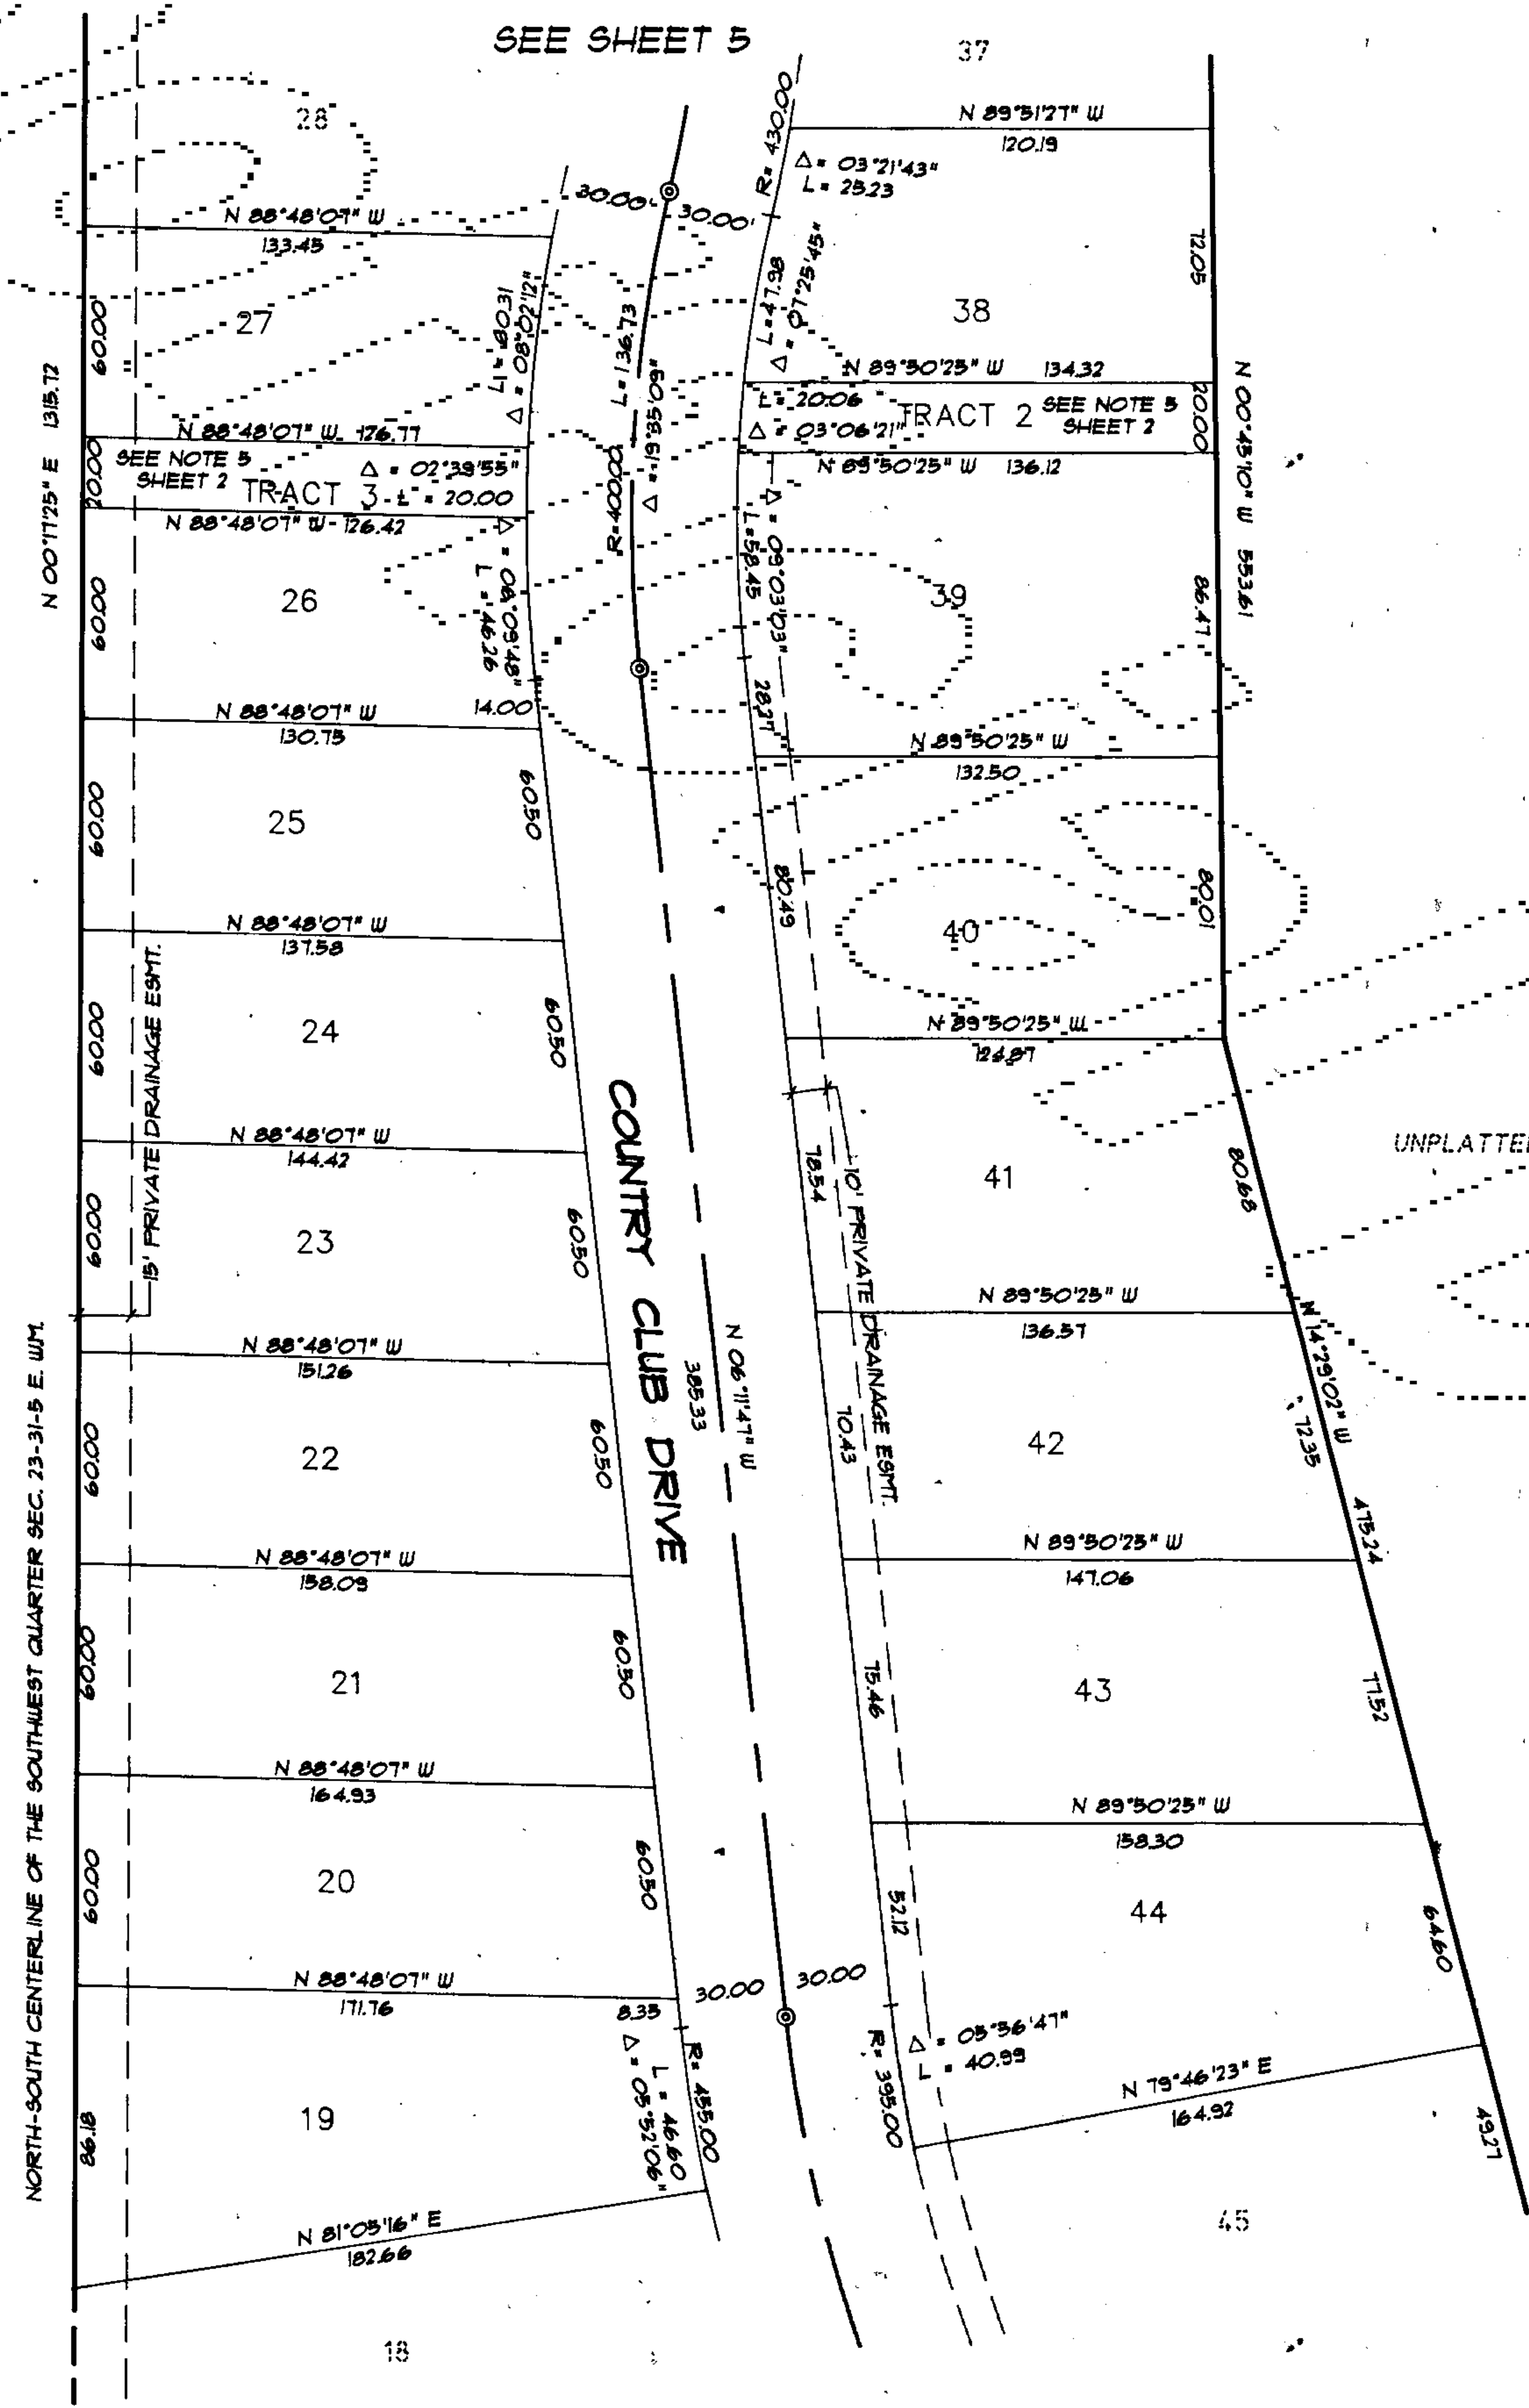 SEE SHEET 5
37
28
N 89°51'27" W
120.19
R= 430.00
Δ = 03°21'43"
L = 25.23
30.00'
30.00'
N 88°48'07" W
133.45
72.05
L=47.98
Δ = 07°25'45"
38
27
60.00
Δ = 08°02'12"
L=136.73
R=400.00
Δ = 19°35'09"
N 89°50'25" W 134.32
L = 20.06
Δ = 03°06'21"
TRACT 2
SEE NOTE 5
SHEET 2
20.00
N 89°50'25" W 136.12
N 00°17'25" E 1315.72
N 00°43'10" W 553.61
N 88°48'07" W 126.77
SEE NOTE 5
SHEET 2
TRACT 3
Δ = 02°39'55"
L = 20.00
20.00
N 88°48'07" W 126.42
Δ = 06°09'48"
L = 46.26
26
60.00
Δ = 09°03'03"
L=58.45
39
86.47
14.00
28.27
N 88°48'07" W
130.75
N 89°50'25" W
132.50
25
60.00
60.50
80.49
40
80.01
N 88°48'07" W
137.58
24
60.00
60.50
N 89°50'25" W
124.87
15' PRIVATE DRAINAGE ESMT.
N 88°48'07" W
144.42
COUNTRY CLUB DRIVE
78.54
10' PRIVATE DRAINAGE ESMT.
41
80.68
UNPLATTE
23
60.00
60.50
N 89°50'25" W
136.57
N 88°48'07" W
151.26
N 06°11'47" W
385.33
N 14°29'02" W
475.24
72.35
22
60.00
60.50
70.43
42
N 88°48'07" W
158.09
N 89°50'25" W
147.06
21
60.00
60.50
75.46
43
77.52
NORTH-SOUTH CENTERLINE OF THE SOUTHWEST QUARTER SEC. 23-31-5 E. WM.
N 88°48'07" W
164.93
N 89°50'25" W
158.30
20
60.00
60.50
52.12
44
64.60
N 88°48'07" W
171.76
30.00
30.00
8.35
R= 455.00
L = 46.60
Δ = 05°52'06"
R= 395.00
Δ = 05°56'47"
L = 40.99
N 79°46'23" E
164.92
19
86.18
49.27
N 81°05'16" E
182.66
45
18